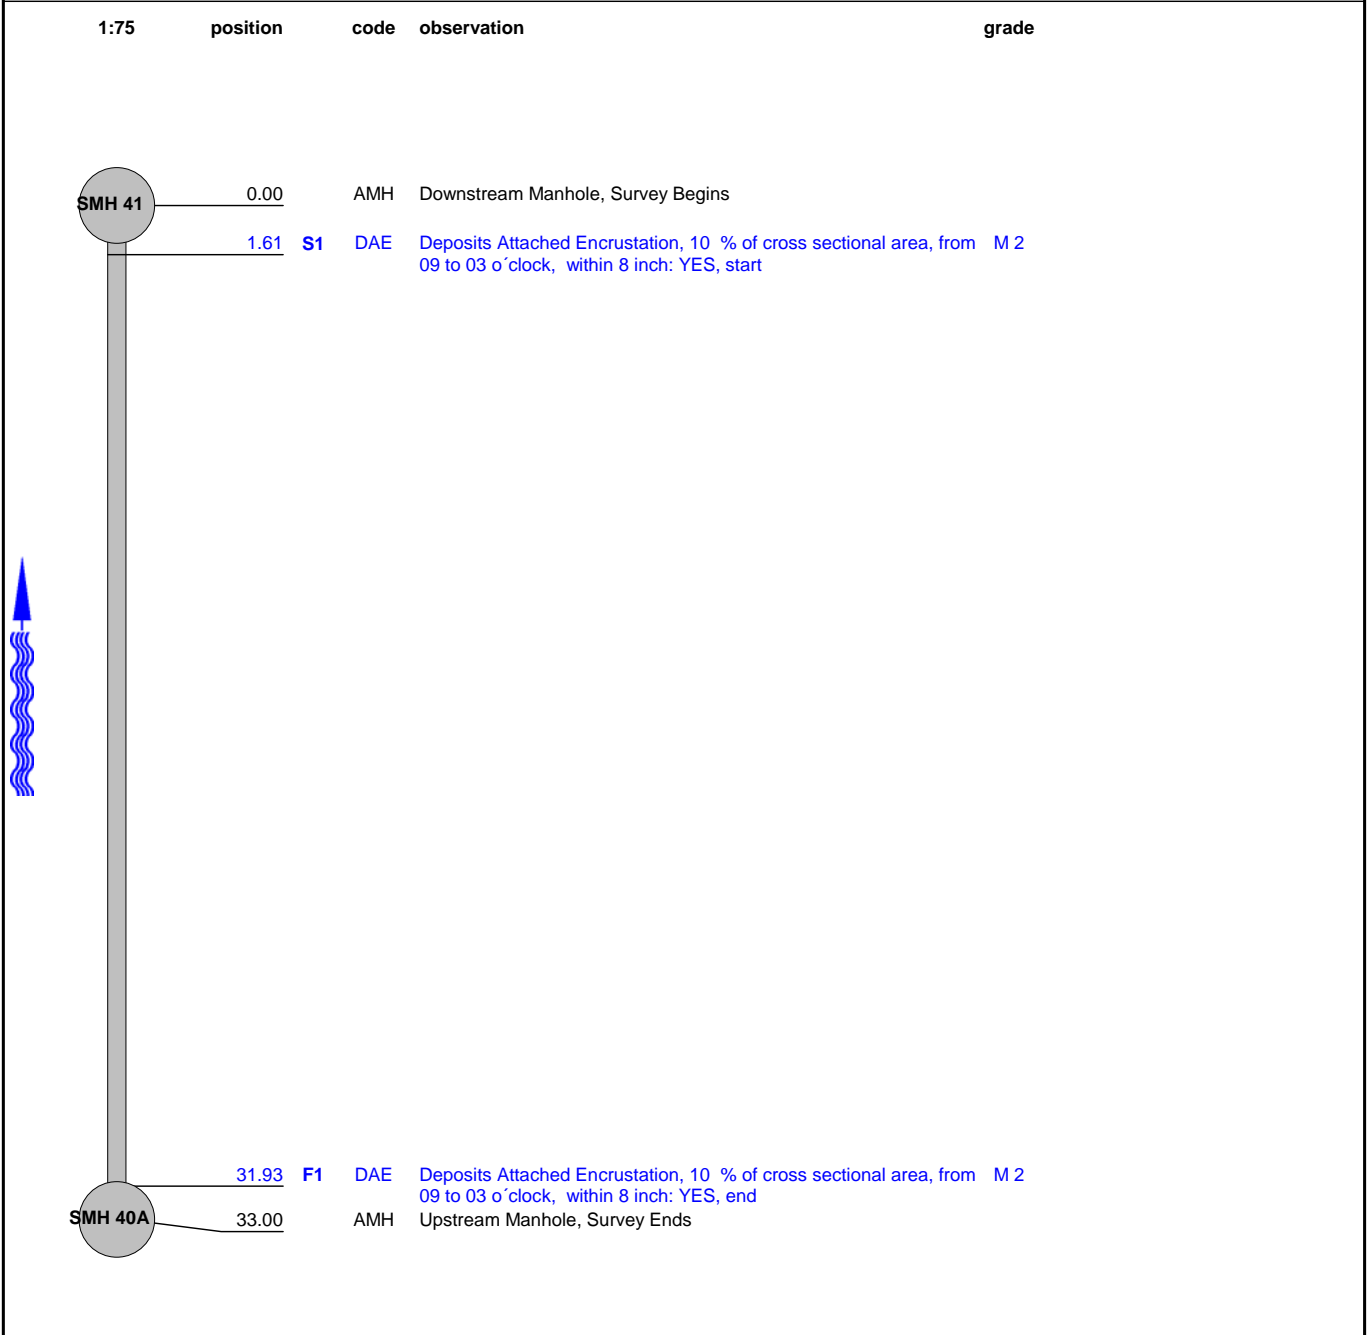 1:75 position code observation grade
SMH 41 0.00 AMH Downstream Manhole, Survey Begins
1.61 S1 DAE Deposits Attached Encrustation, 10 % of cross sectional area, from M 2
09 to 03 o´clock, within 8 inch: YES, start
31.93 F1 DAE Deposits Attached Encrustation, 10 % of cross sectional area, from M 2
09 to 03 o´clock, within 8 inch: YES, end
SMH 40A 33.00 AMH Upstream Manhole, Survey Ends